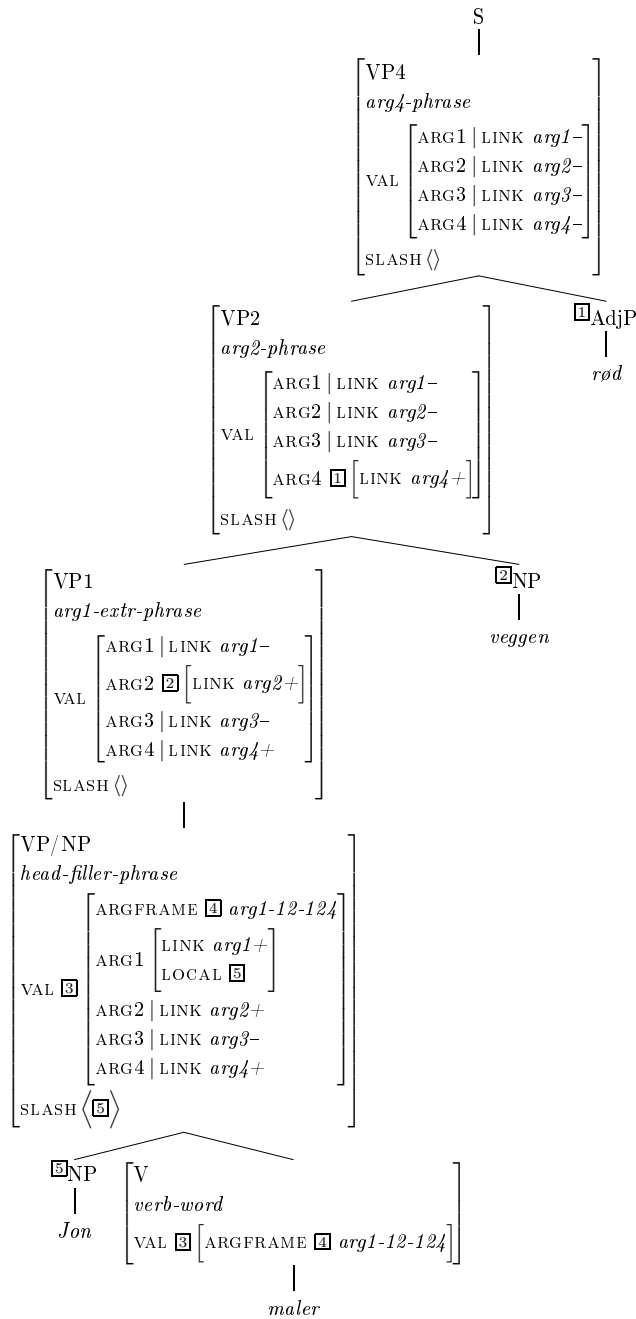 S
VP4
arg4-phrase
VAL
ARG1 | LINK arg1–
ARG2 | LINK arg2–
ARG3 | LINK arg3–
ARG4 | LINK arg4–
SLASH ⟨⟩
VP2
arg2-phrase
VAL
ARG1 | LINK arg1–
ARG2 | LINK arg2–
ARG3 | LINK arg3–
ARG4 1 [LINK arg4+]
SLASH ⟨⟩
1 AdjP
rød
VP1
arg1-extr-phrase
VAL
ARG1 | LINK arg1–
ARG2 2 [LINK arg2+]
ARG3 | LINK arg3–
ARG4 | LINK arg4+
SLASH ⟨⟩
2 NP
veggen
VP/NP
head-filler-phrase
VAL 3
ARGFRAME 4 arg1-12-124
ARG1
LINK arg1+
LOCAL 5
ARG2 | LINK arg2+
ARG3 | LINK arg3–
ARG4 | LINK arg4+
SLASH ⟨5⟩
5 NP
Jon
V
verb-word
VAL 3 [ARGFRAME 4 arg1-12-124]
maler